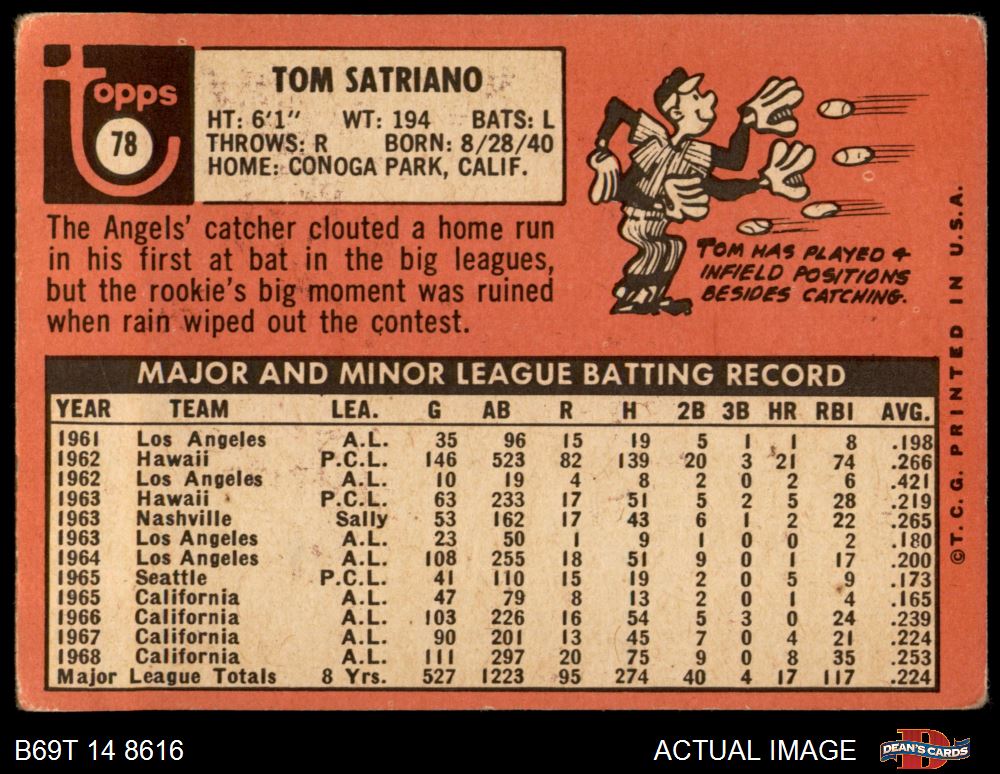 topps
78
TOM SATRIANO
HT: 6'1" WT: 194 BATS: L
THROWS: R BORN: 8/28/40
HOME: CONOGA PARK, CALIF.
The Angels' catcher clouted a home run
in his first at bat in the big leagues,
but the rookie's big moment was ruined
when rain wiped out the contest.
TOM HAS PLAYED 4
INFIELD POSITIONS
BESIDES CATCHING.
MAJOR AND MINOR LEAGUE BATTING RECORD
YEAR TEAM LEA. G AB R H 2B 3B HR RBI AVG.
1961 Los Angeles A.L. 35 96 15 19 5 1 1 8 .198
1962 Hawaii P.C.L. 146 523 82 139 20 3 21 74 .266
1962 Los Angeles A.L. 10 19 4 8 2 0 2 6 .421
1963 Hawaii P.C.L. 63 233 17 51 5 2 5 28 .219
1963 Nashville Sally 53 162 17 43 6 1 2 22 .265
1963 Los Angeles A.L. 23 50 1 9 1 0 0 2 .180
1964 Los Angeles A.L. 108 255 18 51 9 0 1 17 .200
1965 Seattle P.C.L. 41 110 15 19 2 0 5 9 .173
1965 California A.L. 47 79 8 13 2 0 1 4 .165
1966 California A.L. 103 226 16 54 5 3 0 24 .239
1967 California A.L. 90 201 13 45 7 0 4 21 .224
1968 California A.L. 111 297 20 75 9 0 8 35 .253
Major League Totals 8 Yrs. 527 1223 95 274 40 4 17 117 .224
©T. C. G. PRINTED IN U.S.A.
B69T 14 8616
ACTUAL IMAGE
DEAN'S CARDS